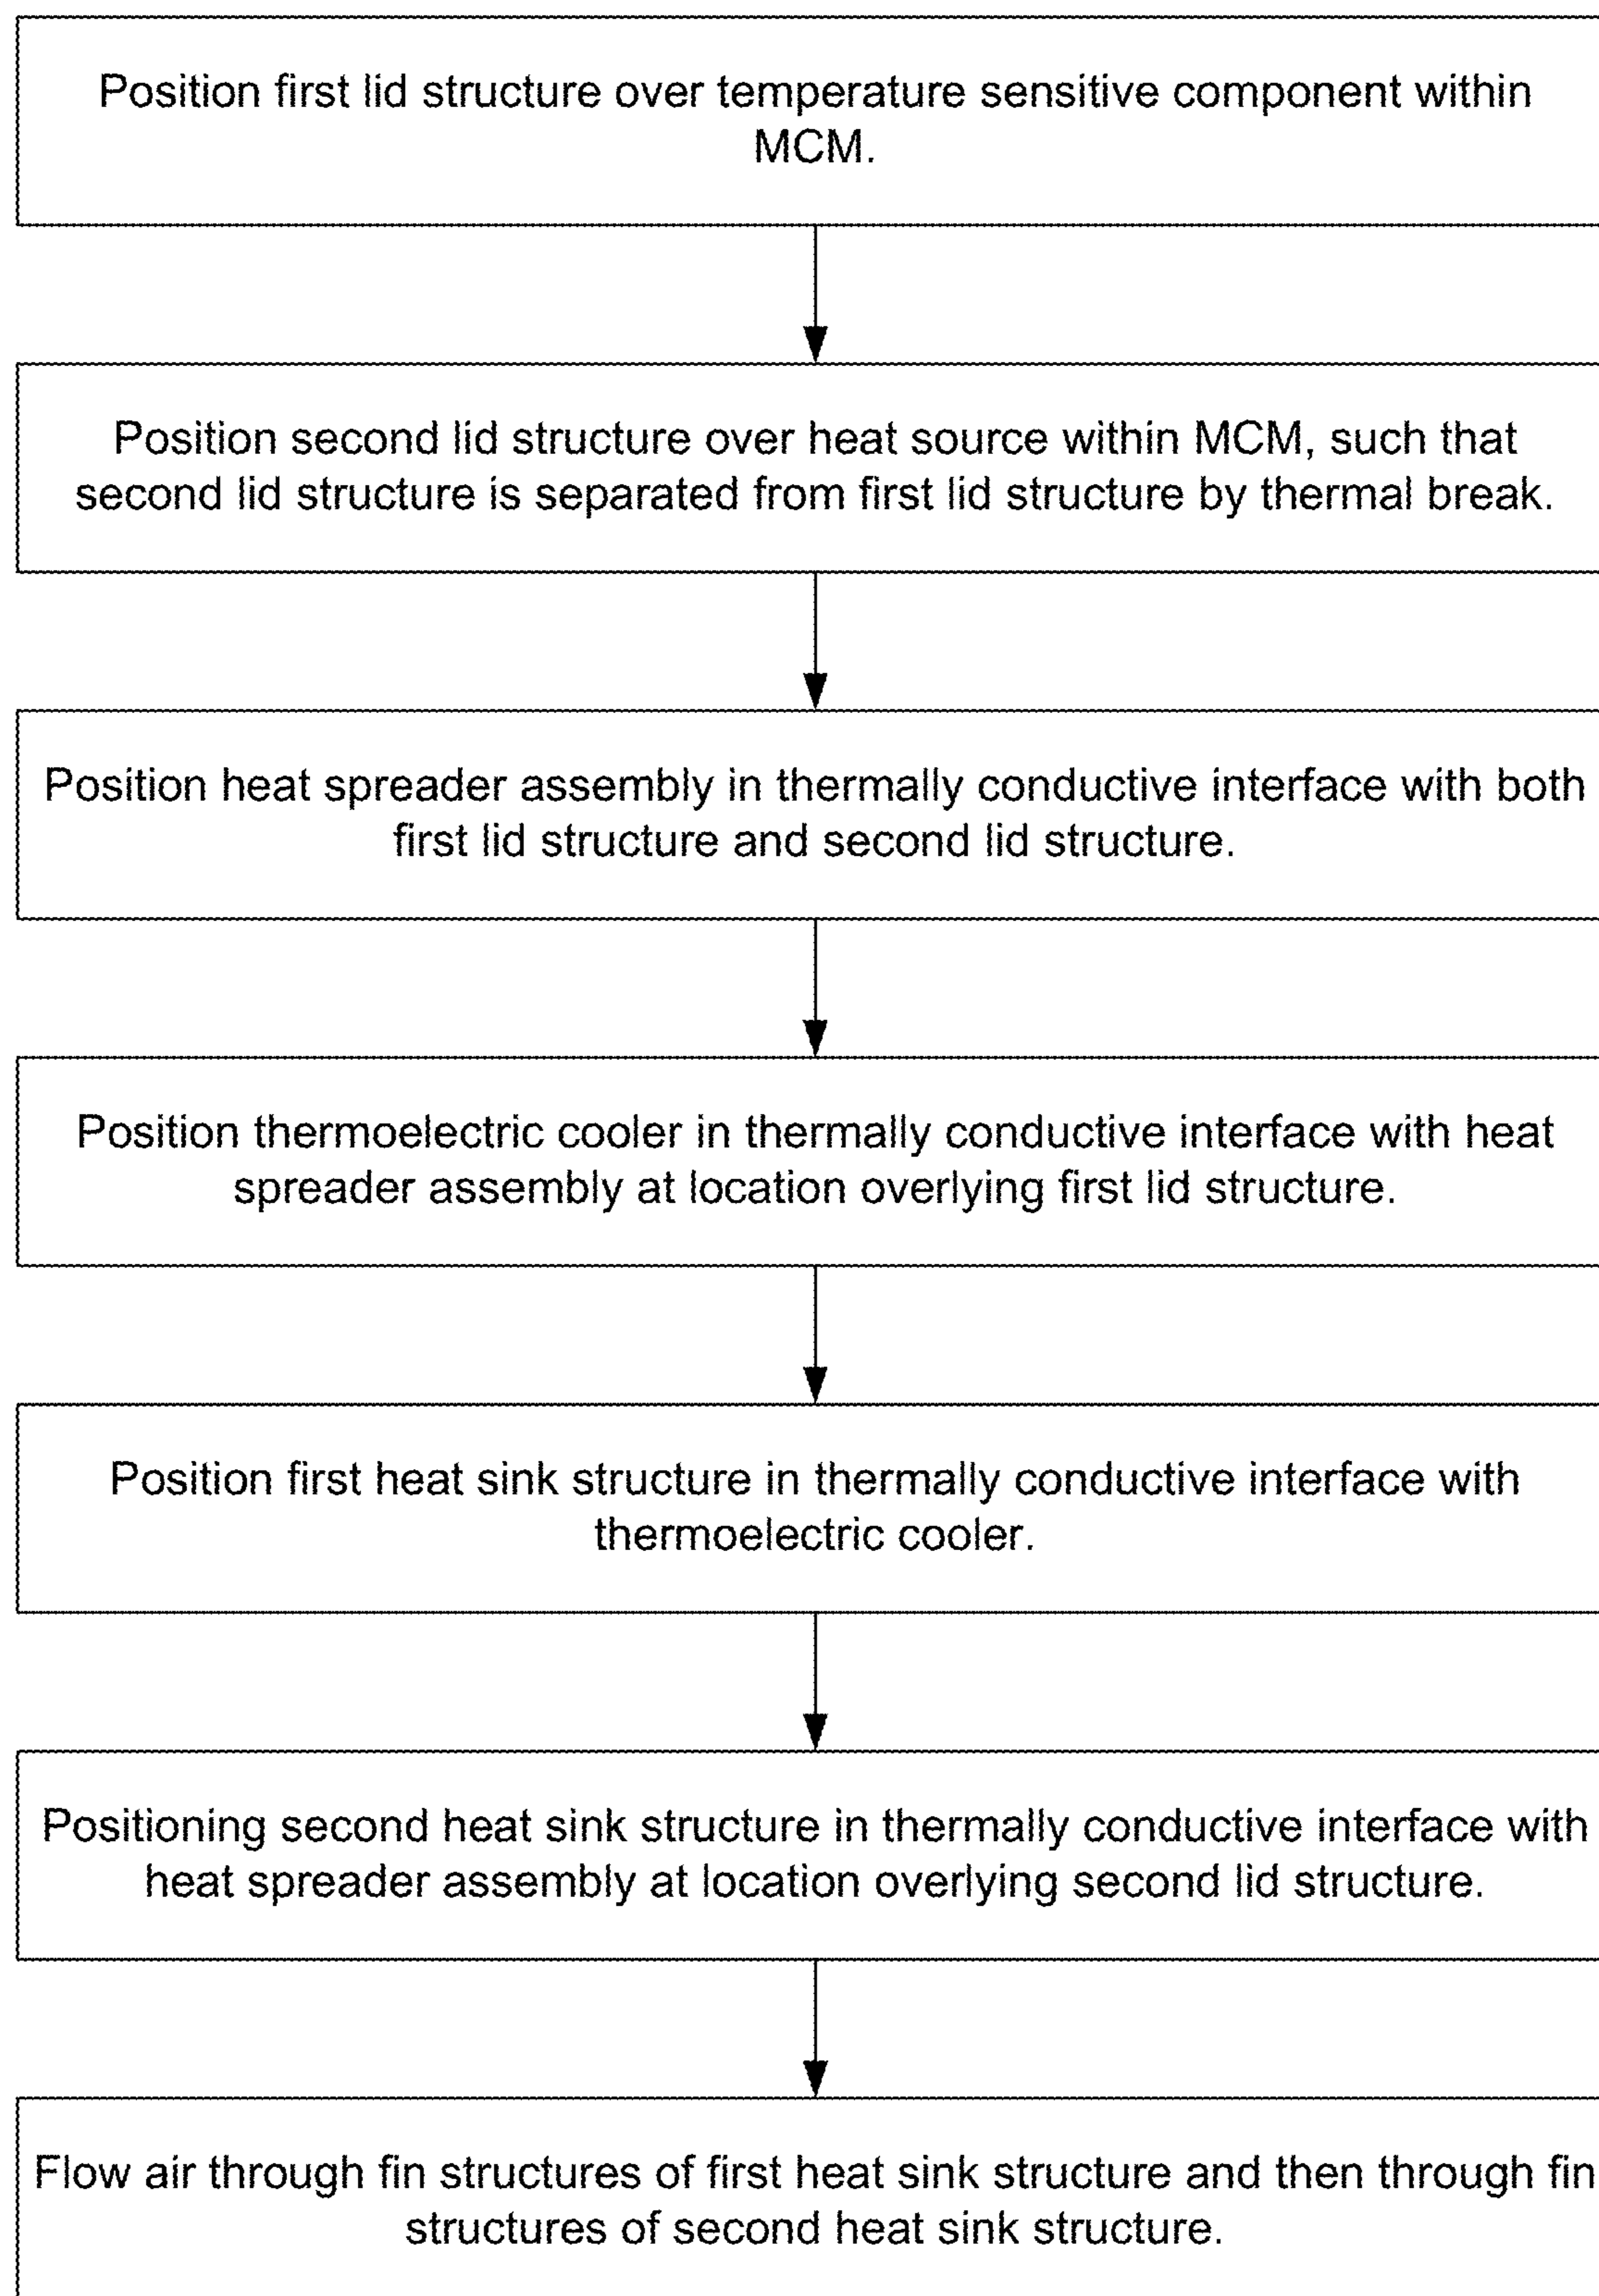 Position first lid structure over temperature sensitive component within
MCM.
Position second lid structure over heat source within MCM, such that
second lid structure is separated from first lid structure by thermal break.
Position heat spreader assembly in thermally conductive interface with both
first lid structure and second lid structure.
Position thermoelectric cooler in thermally conductive interface with heat
spreader assembly at location overlying first lid structure.
Position first heat sink structure in thermally conductive interface with
thermoelectric cooler.
Positioning second heat sink structure in thermally conductive interface with
heat spreader assembly at location overlying second lid structure.
Flow air through fin structures of first heat sink structure and then through fin
structures of second heat sink structure.